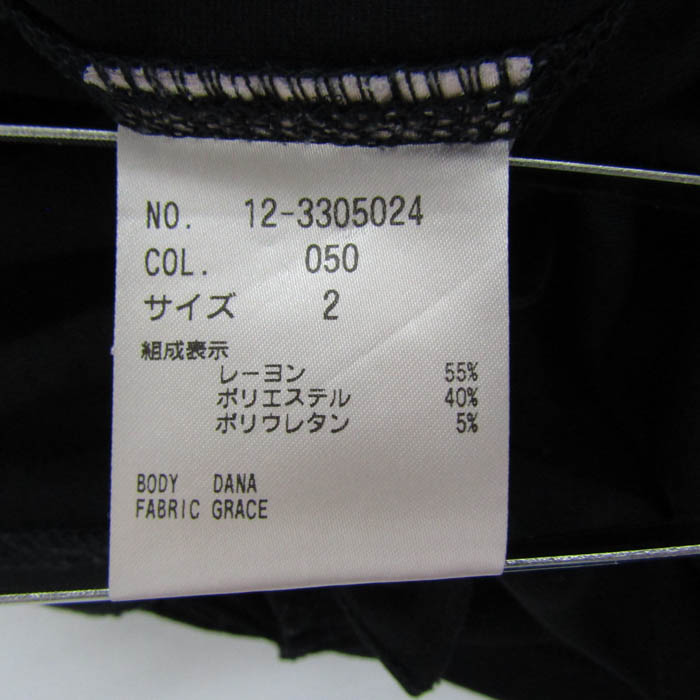 NO. 12-3305024
COL. 050
サイズ 2
組成表示
レーヨン 55%
ポリエステル 40%
ポリウレタン 5%
BODY DANA
FABRIC GRACE